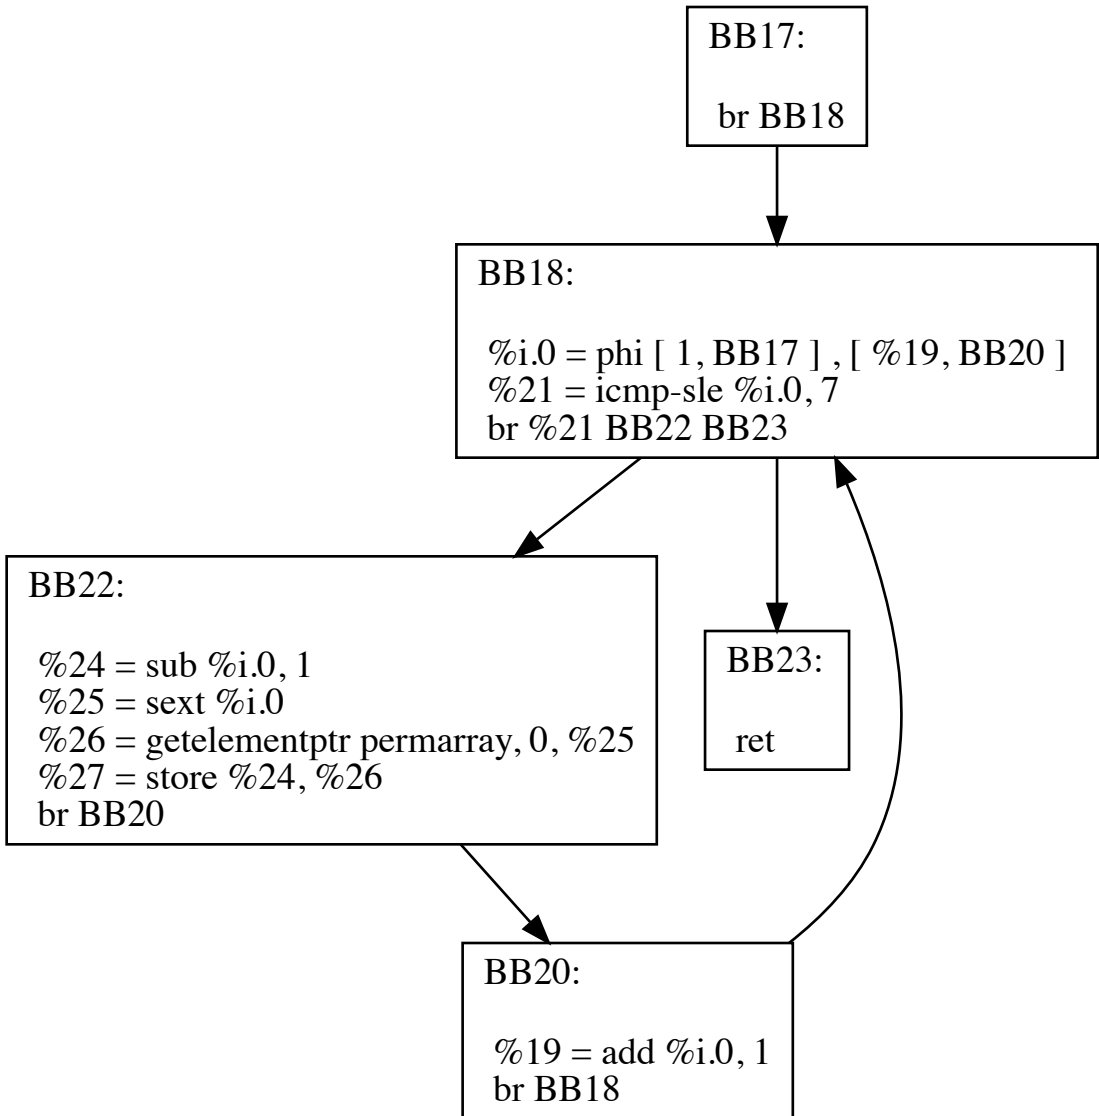 BB17:
br BB18
BB18:
%i.0 = phi [ 1, BB17 ] , [ %19, BB20 ]
%21 = icmp-sle %i.0, 7
br %21 BB22 BB23
BB22:
%24 = sub %i.0, 1
%25 = sext %i.0
%26 = getelementptr permarray, 0, %25
%27 = store %24, %26
br BB20
BB23:
ret
BB20:
%19 = add %i.0, 1
br BB18